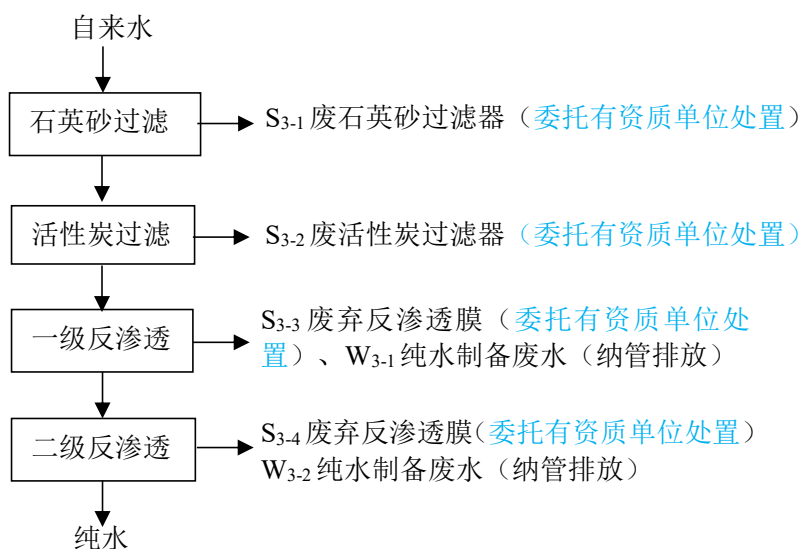 自来水
石英砂过滤
S3-1 废石英砂过滤器（委托有资质单位处置）
活性炭过滤
S3-2 废活性炭过滤器（委托有资质单位处置）
一级反渗透
S3-3 废弃反渗透膜（委托有资质单位处
置）、W3-1 纯水制备废水（纳管排放）
二级反渗透
S3-4 废弃反渗透膜(委托有资质单位处置）
W3-2 纯水制备废水（纳管排放）
纯水